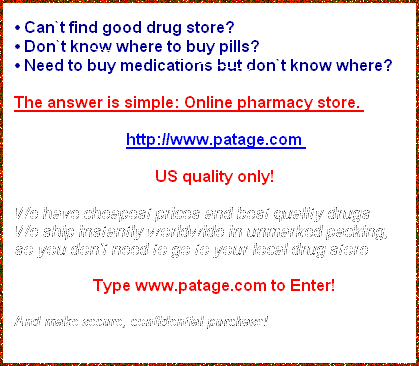 • Can`t find good drug store?
• Don`t know where to buy pills?
• Need to buy medications but don`t know where?
The answer is simple: Online pharmacy store.
http://www.patage.com
US quality only!
We have cheapest prices and best quality drugs
We ship instantly worldwide in unmarked packing,
so you don't need to go to your local drug store
Type www.patage.com to Enter!
And make secure, confidential purchase!